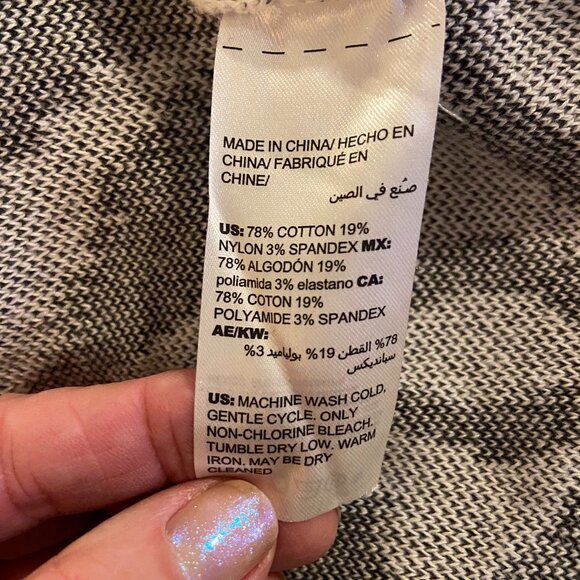 MADE IN CHINA/ HECHO EN
CHINA/ FABRIQUÉ EN
CHINE/
صُنع في الصين
US: 78% COTTON 19%
NYLON 3% SPANDEX MX:
78% ALGODÓN 19%
poliamida 3% elastano CA:
78% COTON 19%
POLYAMIDE 3% SPANDEX
AE/KW:
78% القطن 19% بولياميد 3%
سبانديكس
US: MACHINE WASH COLD,
GENTLE CYCLE. ONLY
NON-CHLORINE BLEACH.
TUMBLE DRY LOW. WARM
IRON. MAY BE DRY
CLEANED